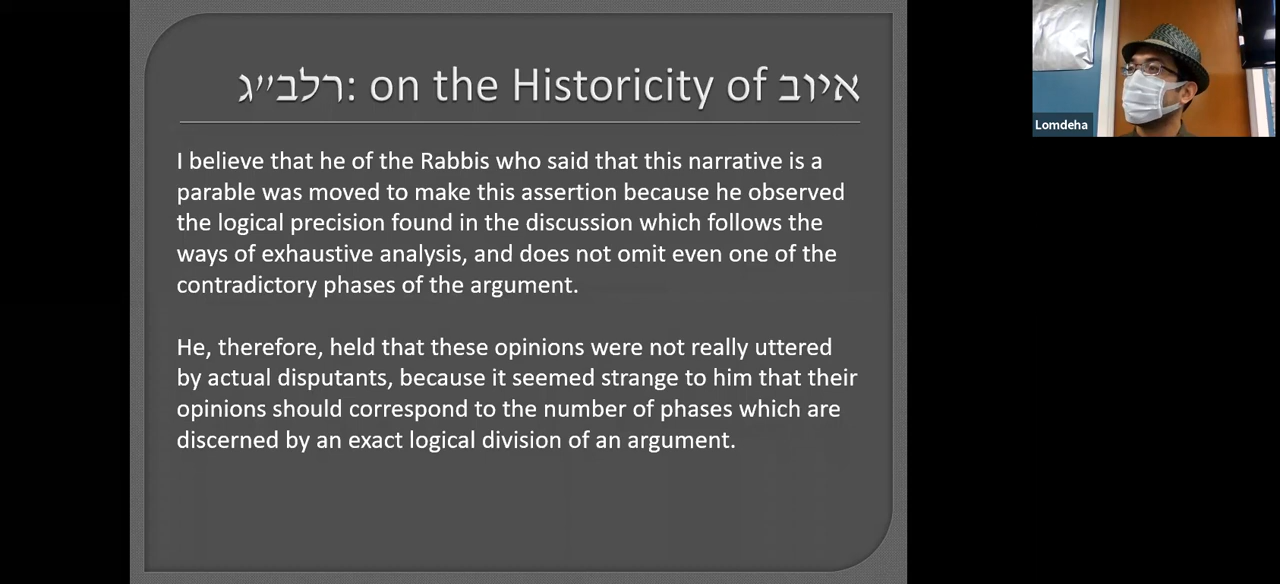 רלב״ג: on the Historicity of איוב
I believe that he of the Rabbis who said that this narrative is a
parable was moved to make this assertion because he observed
the logical precision found in the discussion which follows the
ways of exhaustive analysis, and does not omit even one of the
contradictory phases of the argument.
He, therefore, held that these opinions were not really uttered
by actual disputants, because it seemed strange to him that their
opinions should correspond to the number of phases which are
discerned by an exact logical division of an argument.
Lomdeha